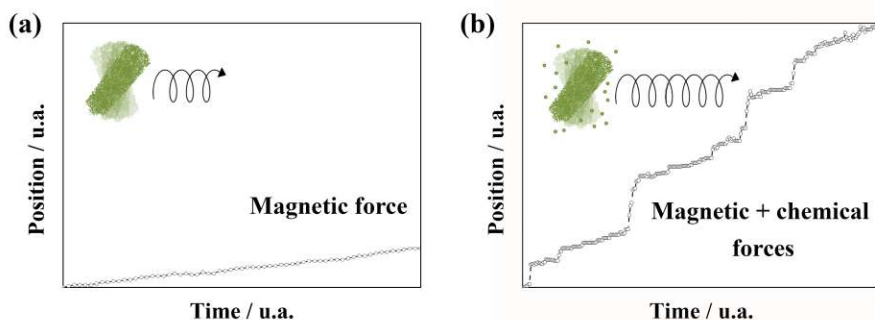 (a)
Position / u.a.
Magnetic force
Time / u.a.
(b)
Position / u.a.
Magnetic + chemical
forces
Time / u.a.